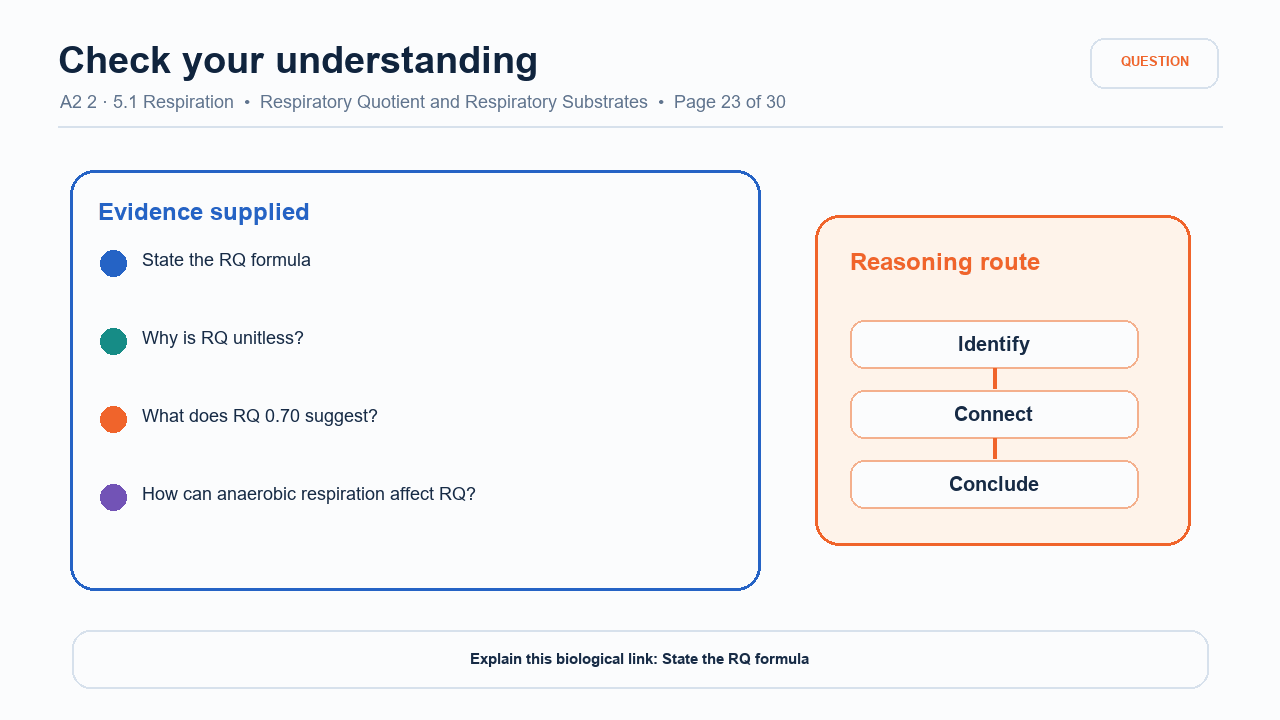 Check your understanding
QUESTION
A2 2 · 5.1 Respiration • Respiratory Quotient and Respiratory Substrates • Page 23 of 30
Evidence supplied
State the RQ formula
Why is RQ unitless?
What does RQ 0.70 suggest?
How can anaerobic respiration affect RQ?
Reasoning route
Identify
Connect
Conclude
Explain this biological link: State the RQ formula